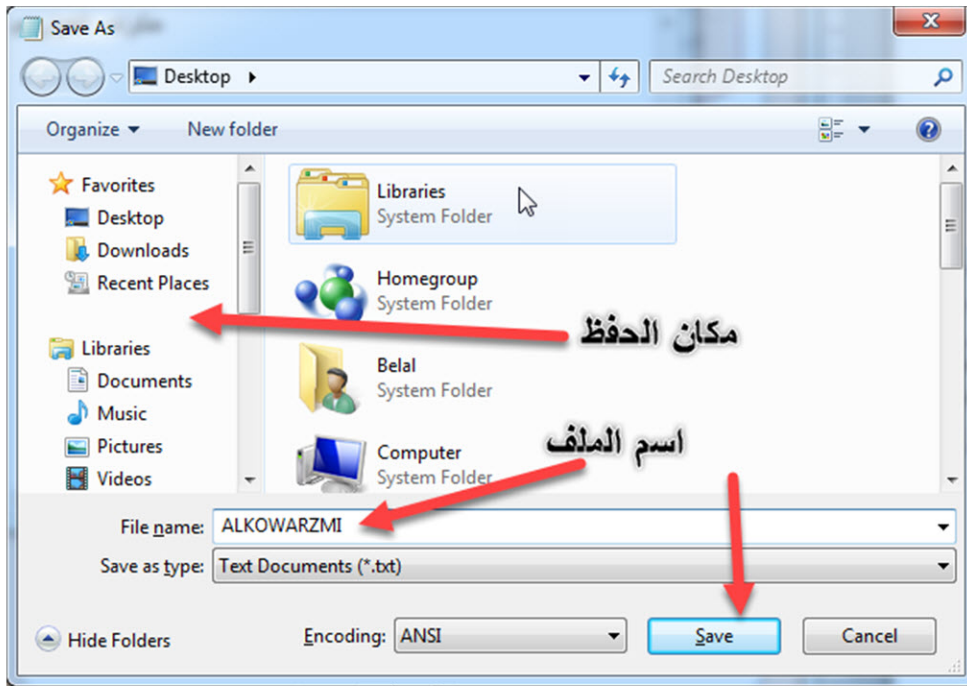 Save As
Desktop
Search Desktop
Organize
New folder
Favorites
Desktop
Downloads
Recent Places
Libraries
Documents
Music
Pictures
Videos
Libraries
System Folder
Homegroup
System Folder
Belal
System Folder
Computer
System Folder
مكان الحفظ
اسم الملف
File name: ALKOWARZMI
Save as type: Text Documents (*.txt)
Hide Folders
Encoding: ANSI
Save
Cancel